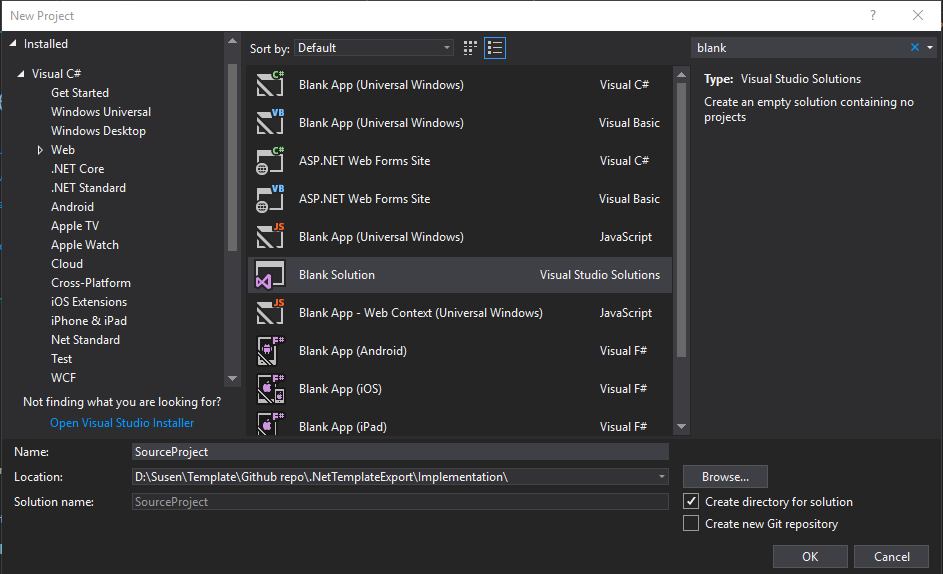 New Project
?
Installed
Visual C#
Get Started
Windows Universal
Windows Desktop
Web
.NET Core
.NET Standard
Android
Apple TV
Apple Watch
Cloud
Cross-Platform
iOS Extensions
iPhone & iPad
Net Standard
Test
WCF
Not finding what you are looking for?
Open Visual Studio Installer
Sort by: Default
C# Blank App (Universal Windows) Visual C#
VB Blank App (Universal Windows) Visual Basic
C# ASP.NET Web Forms Site Visual C#
VB ASP.NET Web Forms Site Visual Basic
JS Blank App (Universal Windows) JavaScript
Blank Solution Visual Studio Solutions
JS Blank App - Web Context (Universal Windows) JavaScript
F# Blank App (Android) Visual F#
F# Blank App (iOS) Visual F#
F# Blank App (iPad) Visual F#
blank
Type: Visual Studio Solutions
Create an empty solution containing no
projects
Name: SourceProject
Location: D:\Susen\Template\Github repo\.NetTemplateExport\Implementation\
Browse...
Solution name: SourceProject
Create directory for solution
Create new Git repository
OK
Cancel